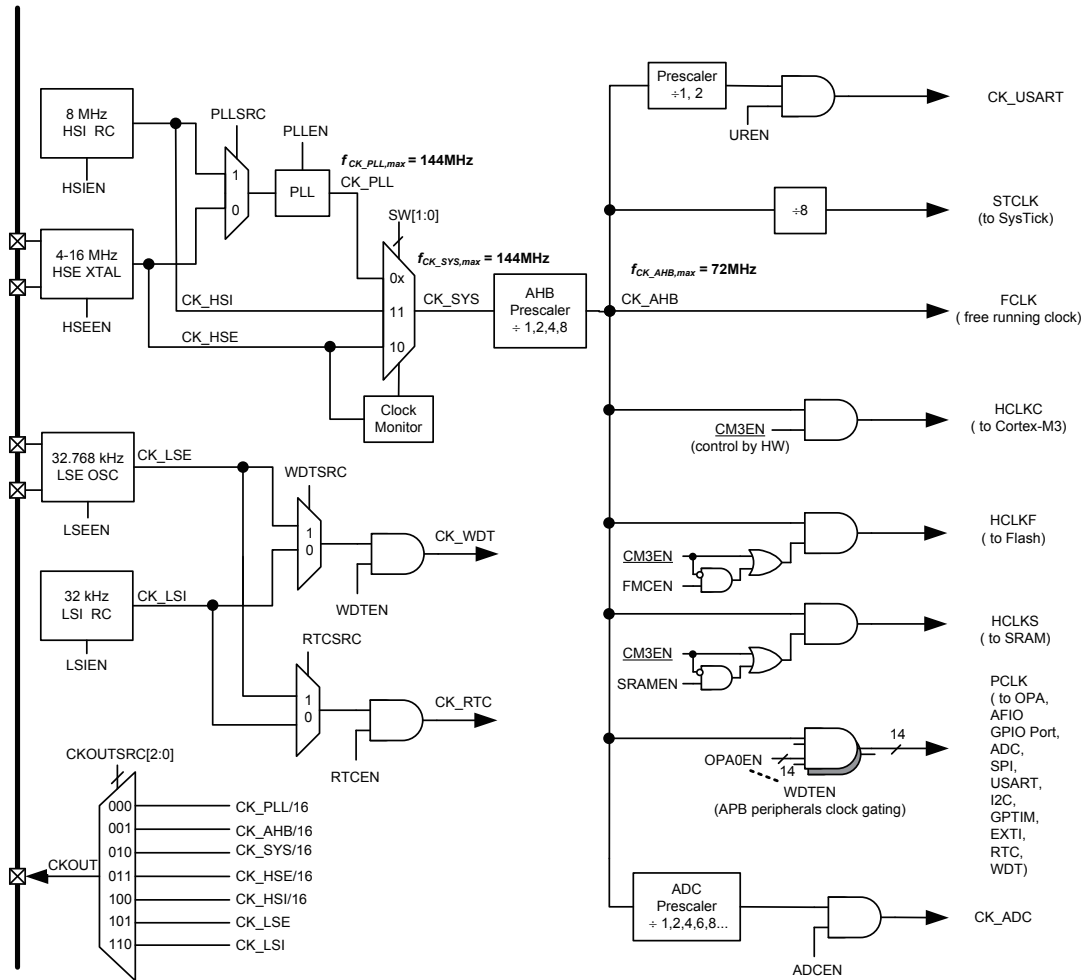 8 MHz
HSI RC
HSIEN
PLLSRC
1
0
PLLEN
PLL
fCK_PLL,max = 144MHz
CK_PLL
4-16 MHz
HSE XTAL
HSEEN
CK_HSI
CK_HSE
SW[1:0]
0x
11
10
fCK_SYS,max = 144MHz
CK_SYS
Clock
Monitor
AHB
Prescaler
÷ 1,2,4,8
fCK_AHB,max = 72MHz
CK_AHB
32.768 kHz
LSE OSC
LSEEN
CK_LSE
WDTSRC
1
0
WDTEN
CK_WDT
32 kHz
LSI RC
LSIEN
CK_LSI
RTCSRC
1
0
RTCEN
CK_RTC
CKOUTSRC[2:0]
CKOUT
000 CK_PLL/16
001 CK_AHB/16
010 CK_SYS/16
011 CK_HSE/16
100 CK_HSI/16
101 CK_LSE
110 CK_LSI
Prescaler
÷1, 2
UREN
CK_USART
÷8
STCLK
(to SysTick)
FCLK
( free running clock)
CM3EN
(control by HW)
HCLKC
( to Cortex-M3)
CM3EN
FMCEN
HCLKF
( to Flash)
CM3EN
SRAMEN
HCLKS
( to SRAM)
OPA0EN
14
WDTEN
(APB peripherals clock gating)
14
PCLK
( to OPA,
AFIO
GPIO Port,
ADC,
SPI,
USART,
I2C,
GPTIM,
EXTI,
RTC,
WDT)
ADC
Prescaler
÷ 1,2,4,6,8...
ADCEN
CK_ADC